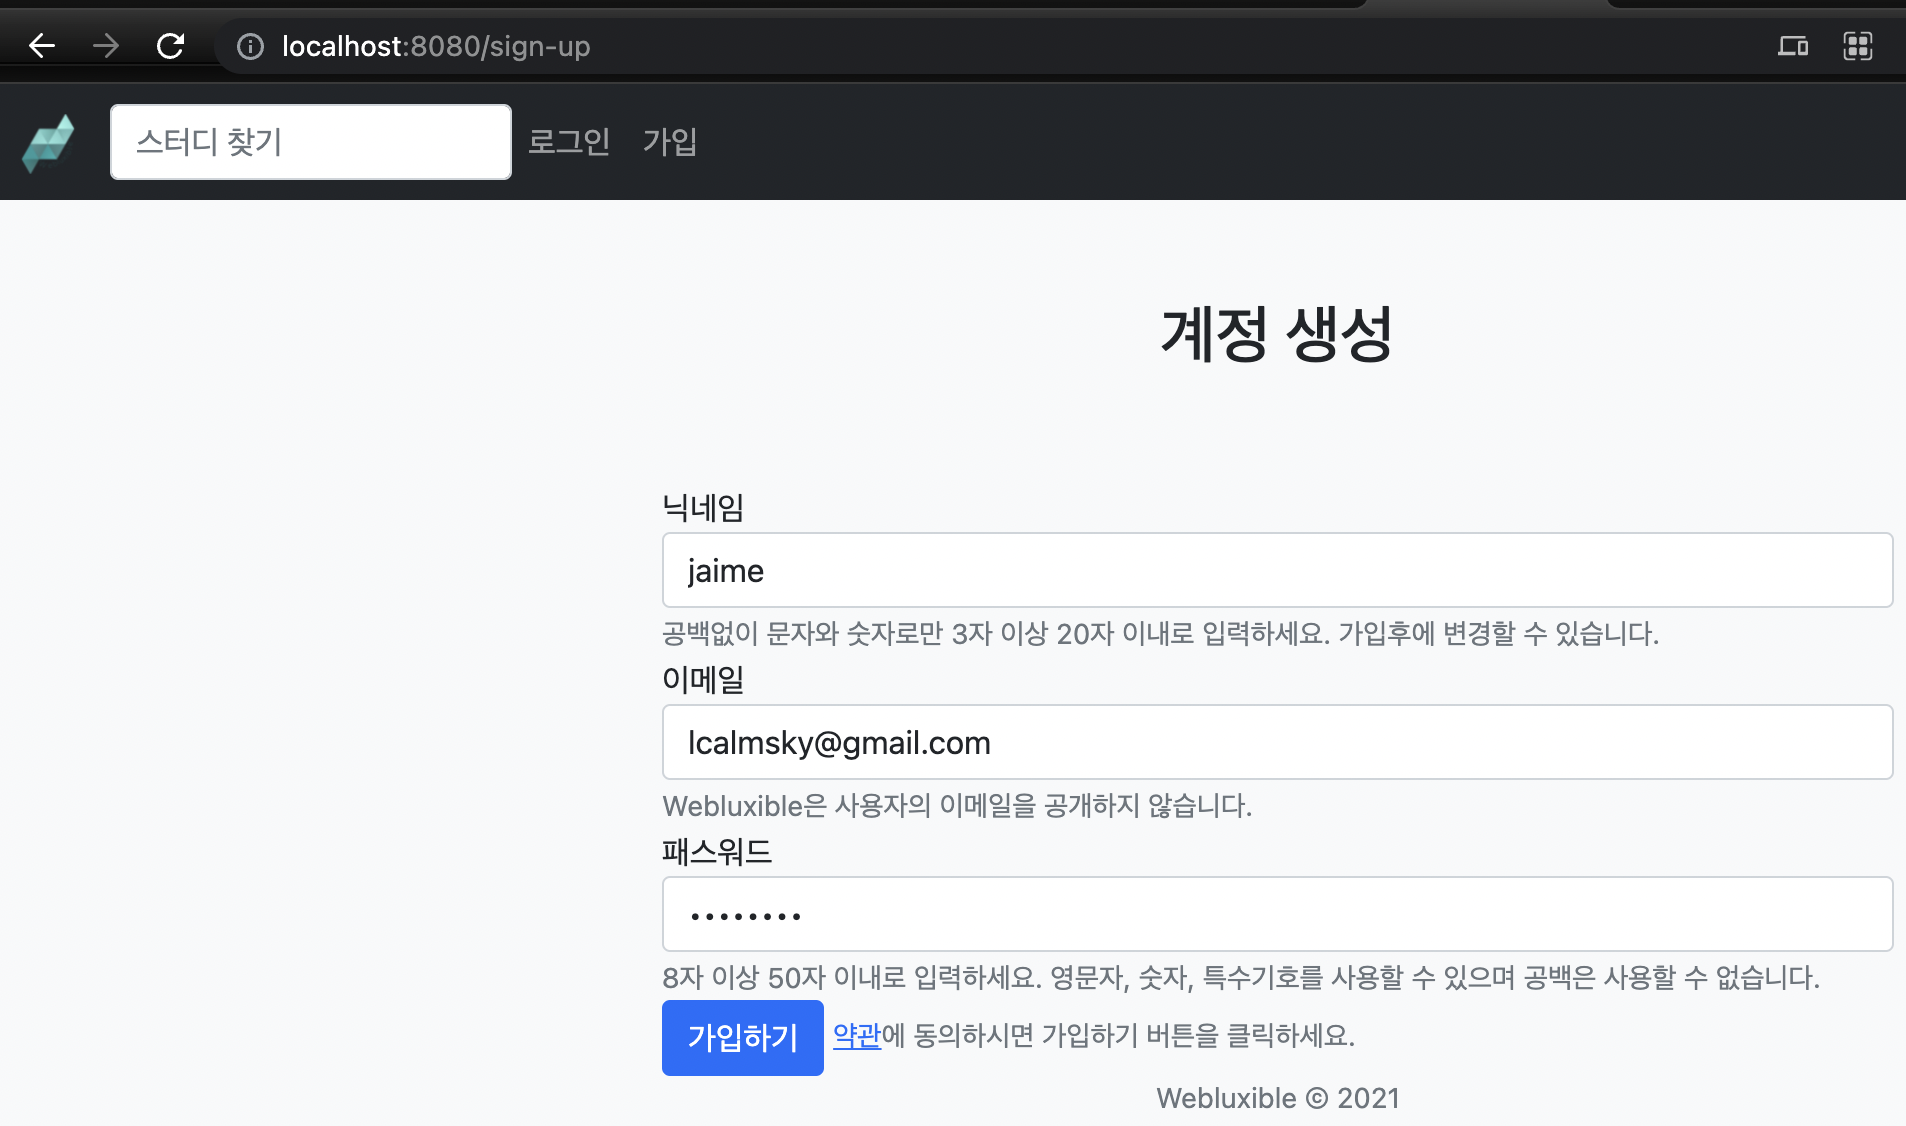 localhost:8080/sign-up
스터디 찾기 로그인 가입
계정 생성
닉네임
jaime
공백없이 문자와 숫자로만 3자 이상 20자 이내로 입력하세요. 가입후에 변경할 수 있습니다.
이메일
lcalmsky@gmail.com
Webluxible은 사용자의 이메일을 공개하지 않습니다.
패스워드
••••••••
8자 이상 50자 이내로 입력하세요. 영문자, 숫자, 특수기호를 사용할 수 있으며 공백은 사용할 수 없습니다.
가입하기 약관에 동의하시면 가입하기 버튼을 클릭하세요.
Webluxible © 2021